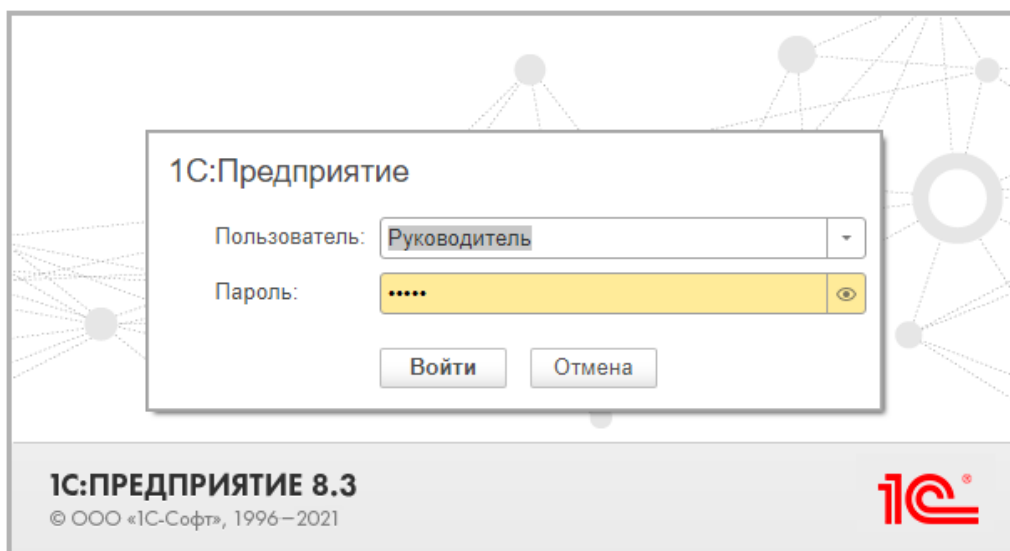 1С:Предприятие
Пользователь: Руководитель
Пароль: •••••
Войти Отмена
1С:ПРЕДПРИЯТИЕ 8.3
© ООО «1С-Софт», 1996–2021
1С®